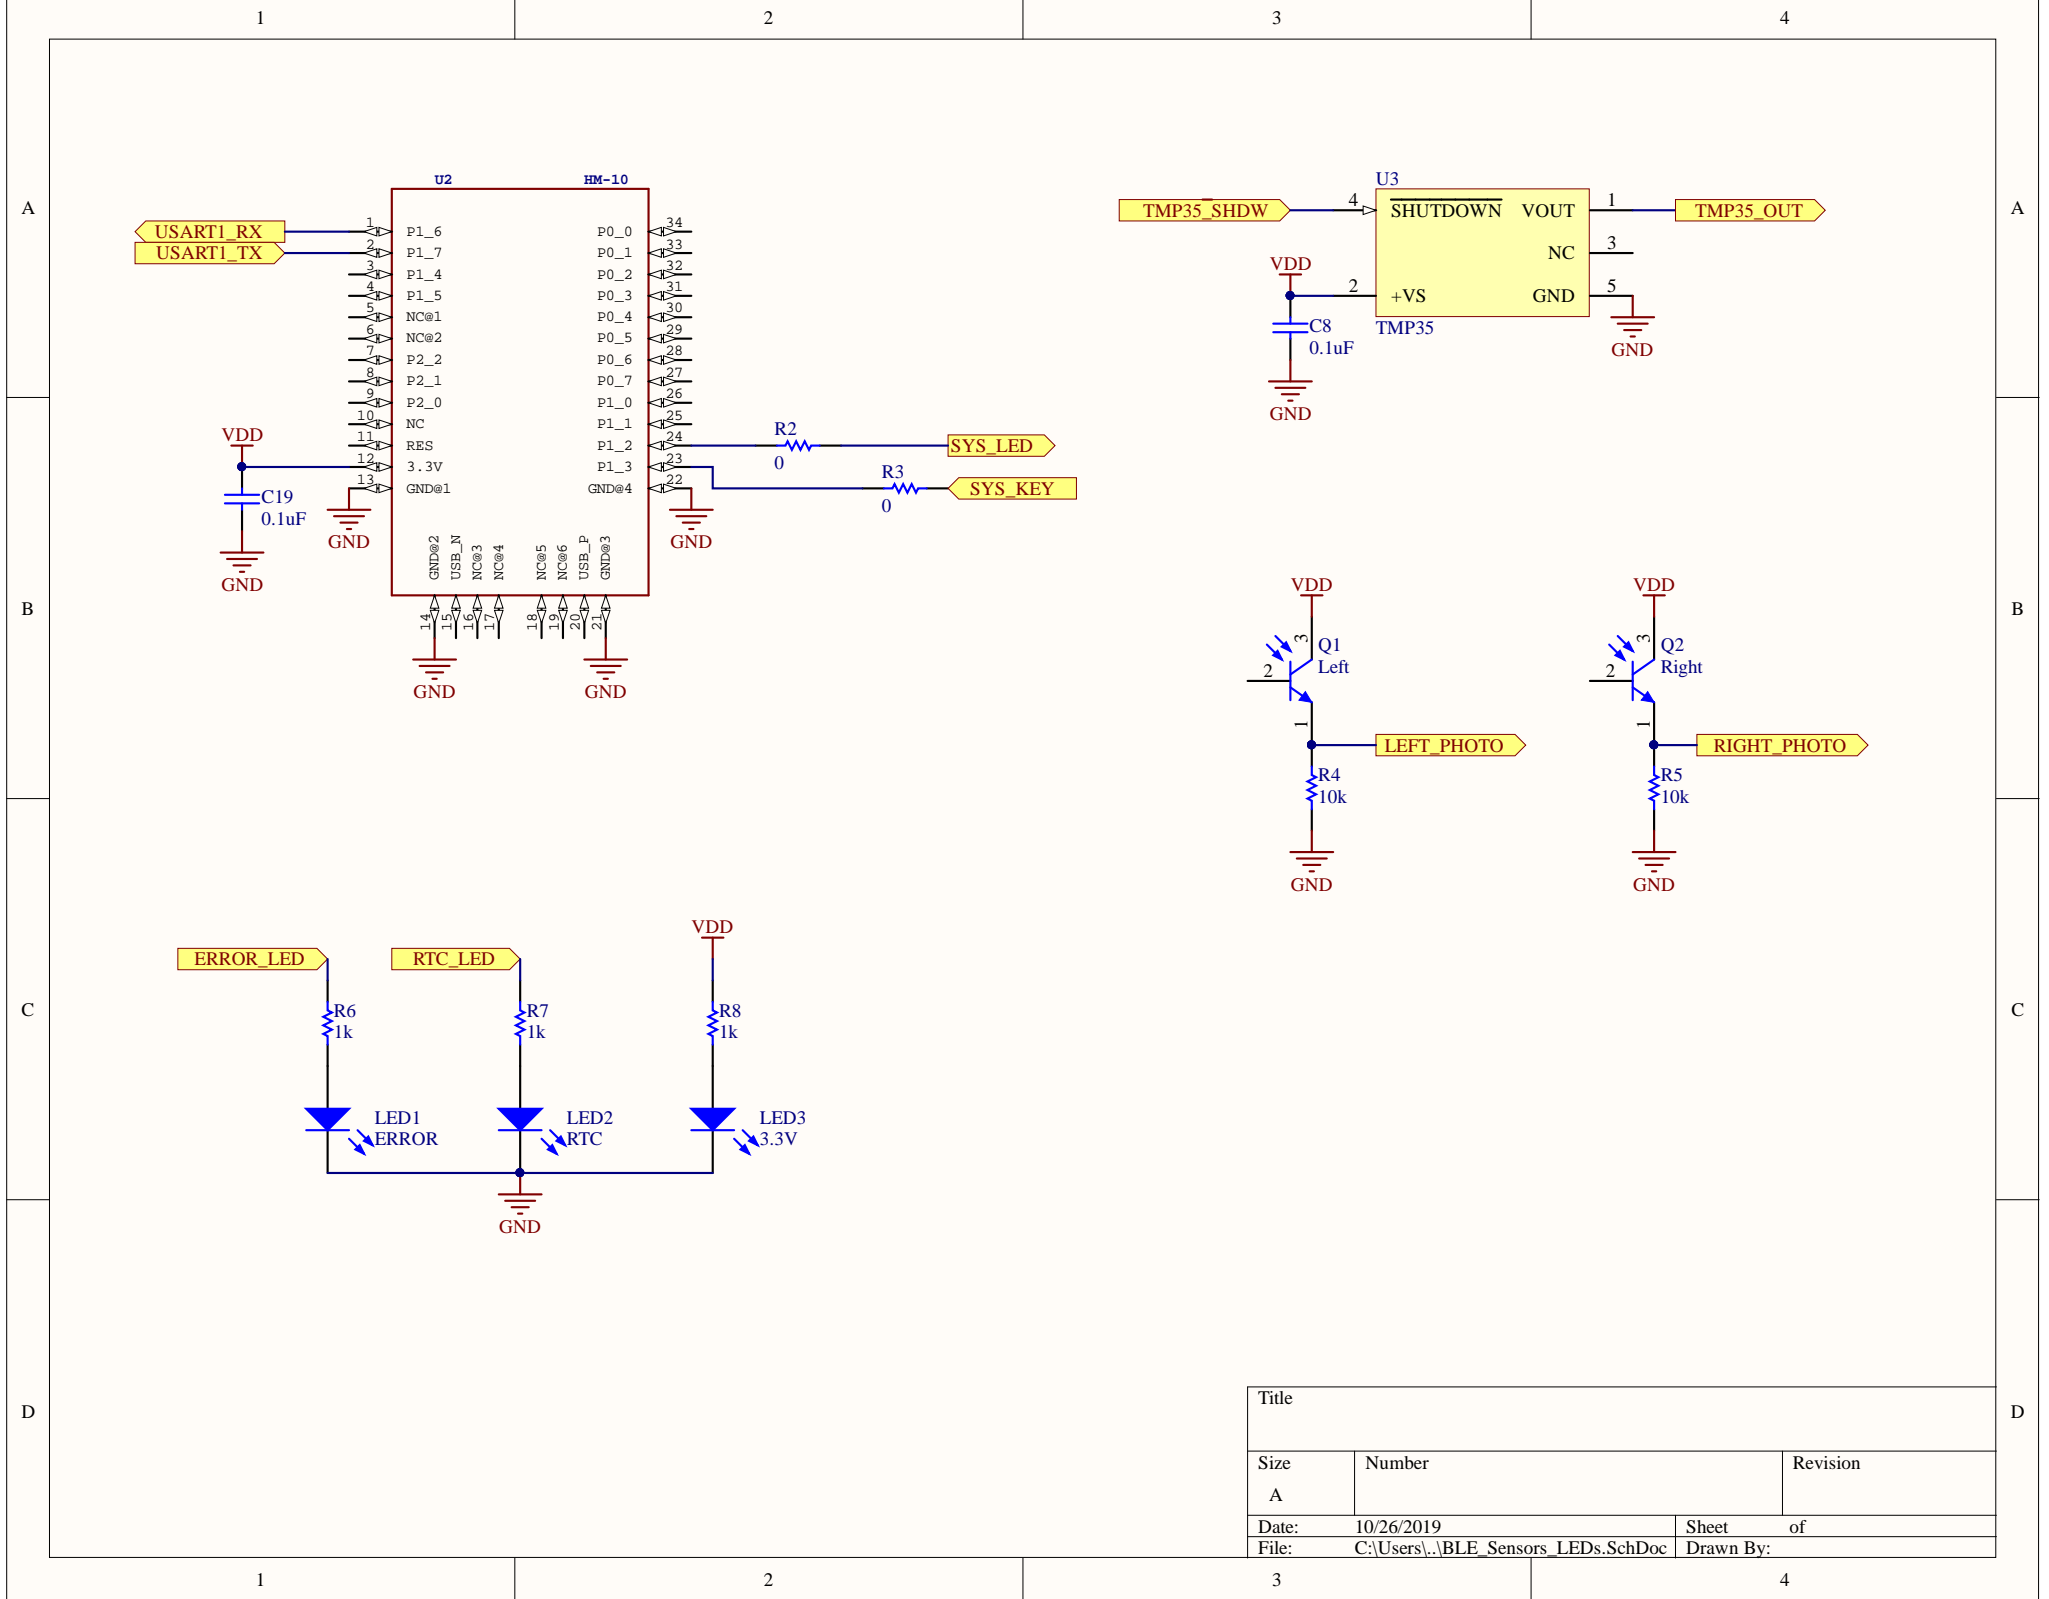 1 2 3 4
A A
U2 HM-10
USART1_RX
USART1_TX
1 P1_6
2 P1_7
3 P1_4
4 P1_5
5 NC@1
6 NC@2
7 P2_2
8 P2_1
9 P2_0
10 NC
11 RES
12 3.3V
13 GND@1
P0_0 34
P0_1 33
P0_2 32
P0_3 31
P0_4 30
P0_5 29
P0_6 28
P0_7 27
P1_0 26
P1_1 25
P1_2 24
P1_3 23
GND@4 22
GND@2 USB_N NC@3 NC@4 NC@5 NC@6 USB_P GND@3
14 15 16 17 18 19 20 21
GND
GND
VDD
C19
0.1uF
GND
GND
GND
R2
0
SYS_LED
R3
0
SYS_KEY
U3
TMP35_SHDW
4 SHUTDOWN VOUT 1
TMP35_OUT
NC 3
VDD
2 +VS GND 5
TMP35
C8
0.1uF
GND
GND
B B
VDD
3
Q1
Left
2
1
LEFT_PHOTO
R4
10k
GND
VDD
3
Q2
Right
2
1
RIGHT_PHOTO
R5
10k
GND
C C
ERROR_LED
RTC_LED
VDD
R6
1k
R7
1k
R8
1k
LED1
ERROR
LED2
RTC
LED3
3.3V
GND
D D
Title
Size Number Revision
A
Date: 10/26/2019 Sheet of
File: C:\Users\..\BLE_Sensors_LEDs.SchDoc Drawn By:
1 2 3 4